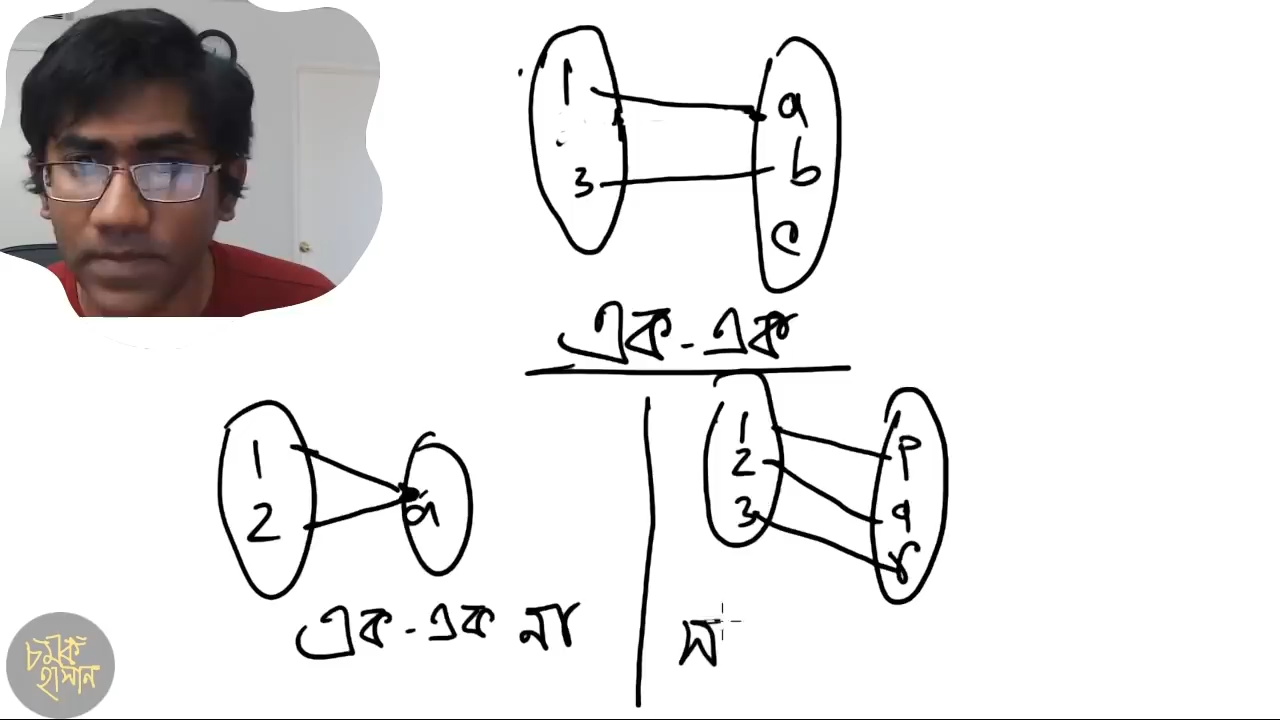 1 a
3 b
c
এক - এক
1
2
a
1 p
2 q
3 r
এক - এক না
চমক
হাসান